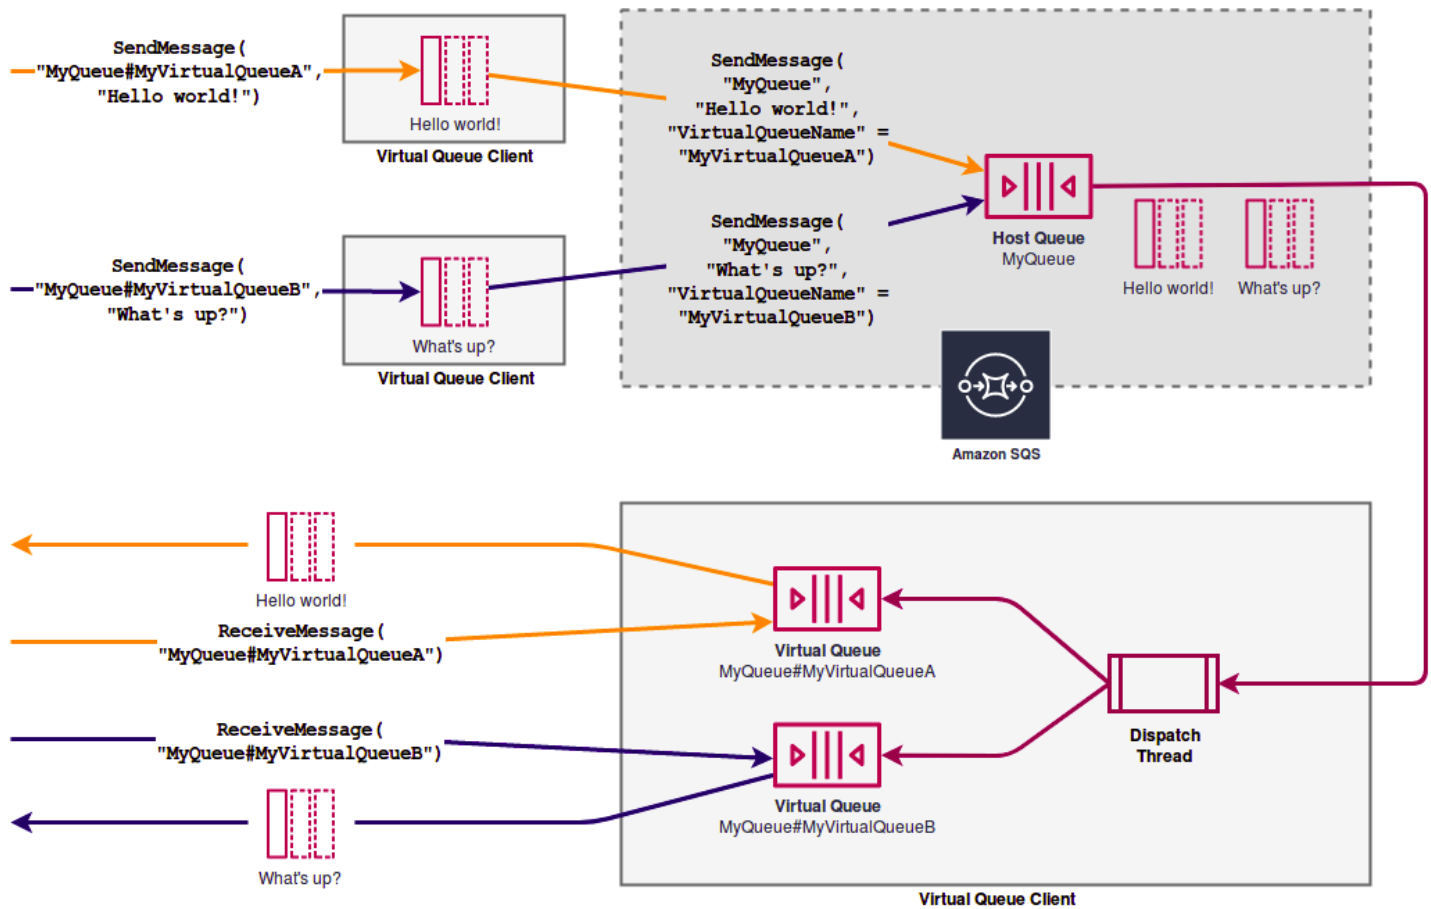 SendMessage(
"MyQueue#MyVirtualQueueA",
"Hello world!")
Hello world!
Virtual Queue Client
SendMessage(
"MyQueue",
"Hello world!",
"VirtualQueueName" =
"MyVirtualQueueA")
SendMessage(
"MyQueue#MyVirtualQueueB",
"What's up?")
What's up?
Virtual Queue Client
SendMessage(
"MyQueue",
"What's up?",
"VirtualQueueName" =
"MyVirtualQueueB")
Host Queue
MyQueue
Hello world!
What's up?
Amazon SQS
Hello world!
ReceiveMessage(
"MyQueue#MyVirtualQueueA")
Virtual Queue
MyQueue#MyVirtualQueueA
ReceiveMessage(
"MyQueue#MyVirtualQueueB")
What's up?
Virtual Queue
MyQueue#MyVirtualQueueB
Dispatch
Thread
Virtual Queue Client